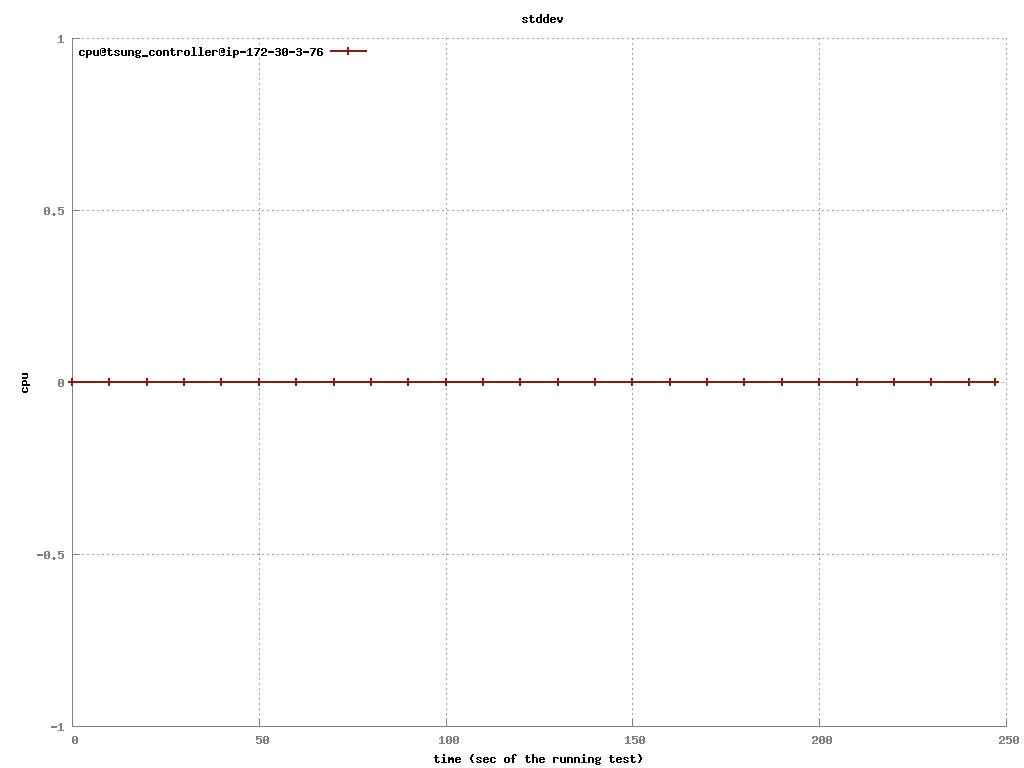 stddev
1
cpu@tsung_controller@ip-172-30-3-76
0.5
cpu
0
-0.5
-1
0 50 100 150 200 250
time (sec of the running test)